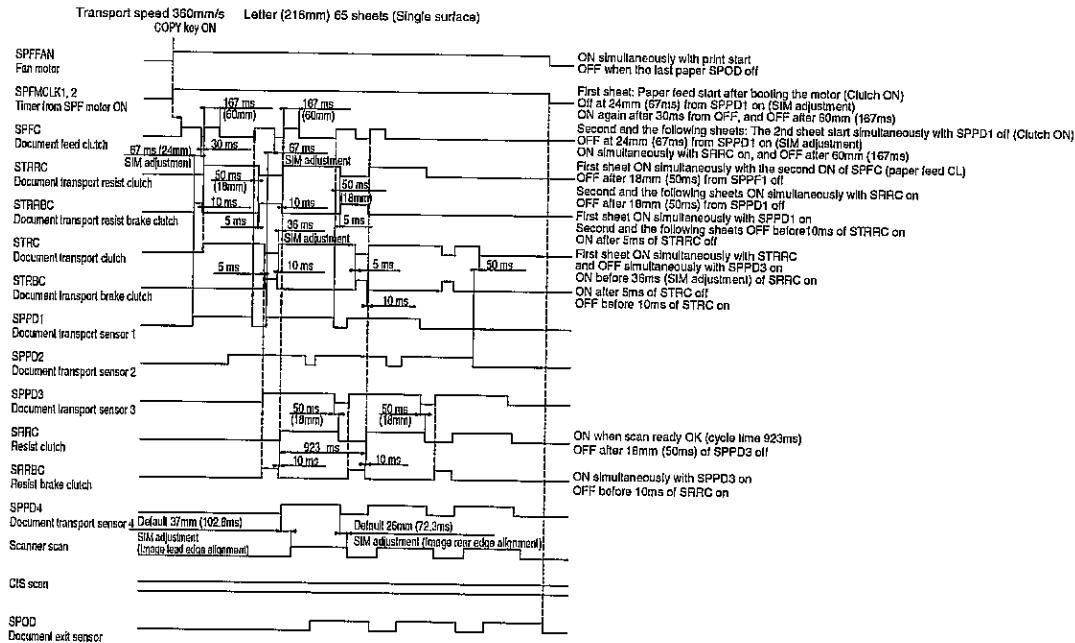 Transport speed 360mm/s Letter (216mm) 65 sheets (Single surface)
COPY key ON
SPFFAN
Fan motor
ON simultaneously with print start
OFF when the last paper SPOD off
SPFMCLK1, 2
Timer from SPF motor ON
167 ms
(60mm)
167 ms
(60mm)
First sheet: Paper feed start after booting the motor (Clutch ON)
Off at 24mm (67ms) from SPPD1 on (SIM adjustment)
ON again after 30ms from OFF, and OFF after 60mm (167ms)
SPFC
Document feed clutch
30 ms
67 ms
67 ms (24mm)
SIM adjustment
SIM adjustment
Second and the following sheets: The 2nd sheet start simultaneously with SPPD1 off (Clutch ON)
OFF at 24mm (67ms) from SPPD1 on (SIM adjustment)
ON simultaneously with SRRC on, and OFF after 60mm (167ms)
STRRC
Document transport resist clutch
50 ms
(18mm)
50 ms
(18mm)
First sheet ON simultaneously with the second ON of SPFC (paper feed CL)
OFF after 18mm (50ms) from SPPF1 off
Second and the following sheets ON simultaneously with SRRC on
OFF after 18mm (50ms) from SPPD1 off
STRRBC
Document transport resist brake clutch
10 ms
10 ms
5 ms
5 ms
36 ms
SIM adjustment
First sheet ON simultaneously with SPPD1 on
Second and the following sheets OFF before10ms of STRRC on
ON after 5ms of STRRC off
STRC
Document transport clutch
5 ms
10 ms
5 ms
50 ms
First sheet ON simultaneously with STRRC
and OFF simultaneously with SPPD3 on
ON before 36ms (SIM adjustment) of SRRC on
STRBC
Document transport brake clutch
10 ms
ON after 5ms of STRC off
OFF before 10ms of STRC on
SPPD1
Document transport sensor 1
SPPD2
Document transport sensor 2
SPPD3
Document transport sensor 3
50 ms
(18mm)
50 ms
(18mm)
SRRC
Resist clutch
923 ms
ON when scan ready OK (cycle time 923ms)
OFF after 18mm (50ms) of SPPD3 off
SRRBC
Resist brake clutch
10 ms
10 ms
ON simultaneously with SPPD3 on
OFF before 10ms of SRRC on
SPPD4
Document transport sensor 4
Default 37mm (102.8ms)
Default 26mm (72.3ms)
SIM adjustment
(Image lead edge alignment)
SIM adjustment (Image rear edge alignment)
Scanner scan
CIS scan
SPOD
Document exit sensor